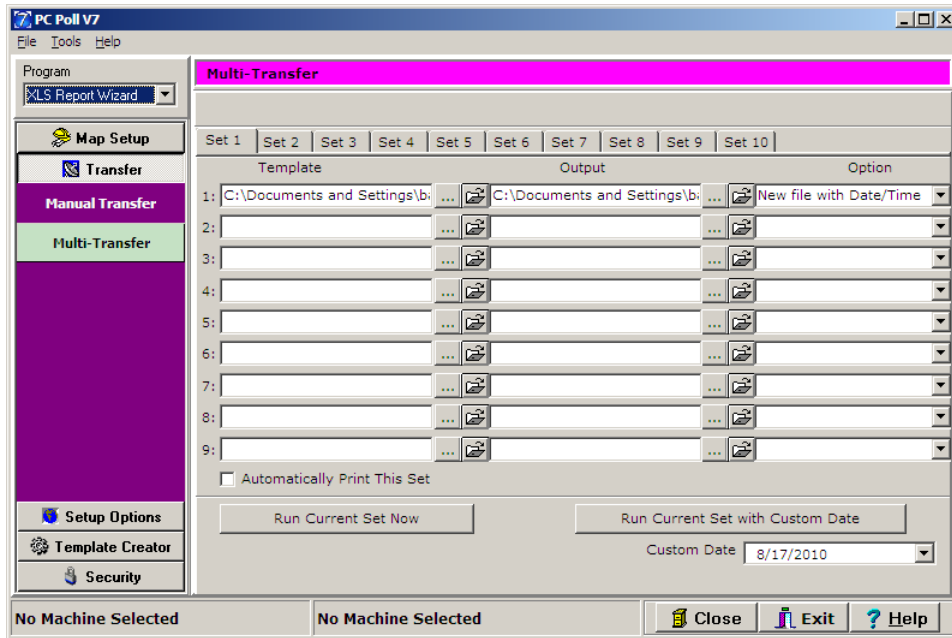 PC Poll V7
File Tools Help
Program
XLS Report Wizard
Map Setup
Transfer
Manual Transfer
Multi-Transfer
Setup Options
Template Creator
Security
Multi-Transfer
Set 1 Set 2 Set 3 Set 4 Set 5 Set 6 Set 7 Set 8 Set 9 Set 10
Template Output Option
1: C:\Documents and Settings\ba ... C:\Documents and Settings\ba ... New file with Date/Time
2: ... ...
3: ... ...
4: ... ...
5: ... ...
6: ... ...
7: ... ...
8: ... ...
9: ... ...
Automatically Print This Set
Run Current Set Now Run Current Set with Custom Date
Custom Date 8/17/2010
No Machine Selected No Machine Selected Close Exit Help